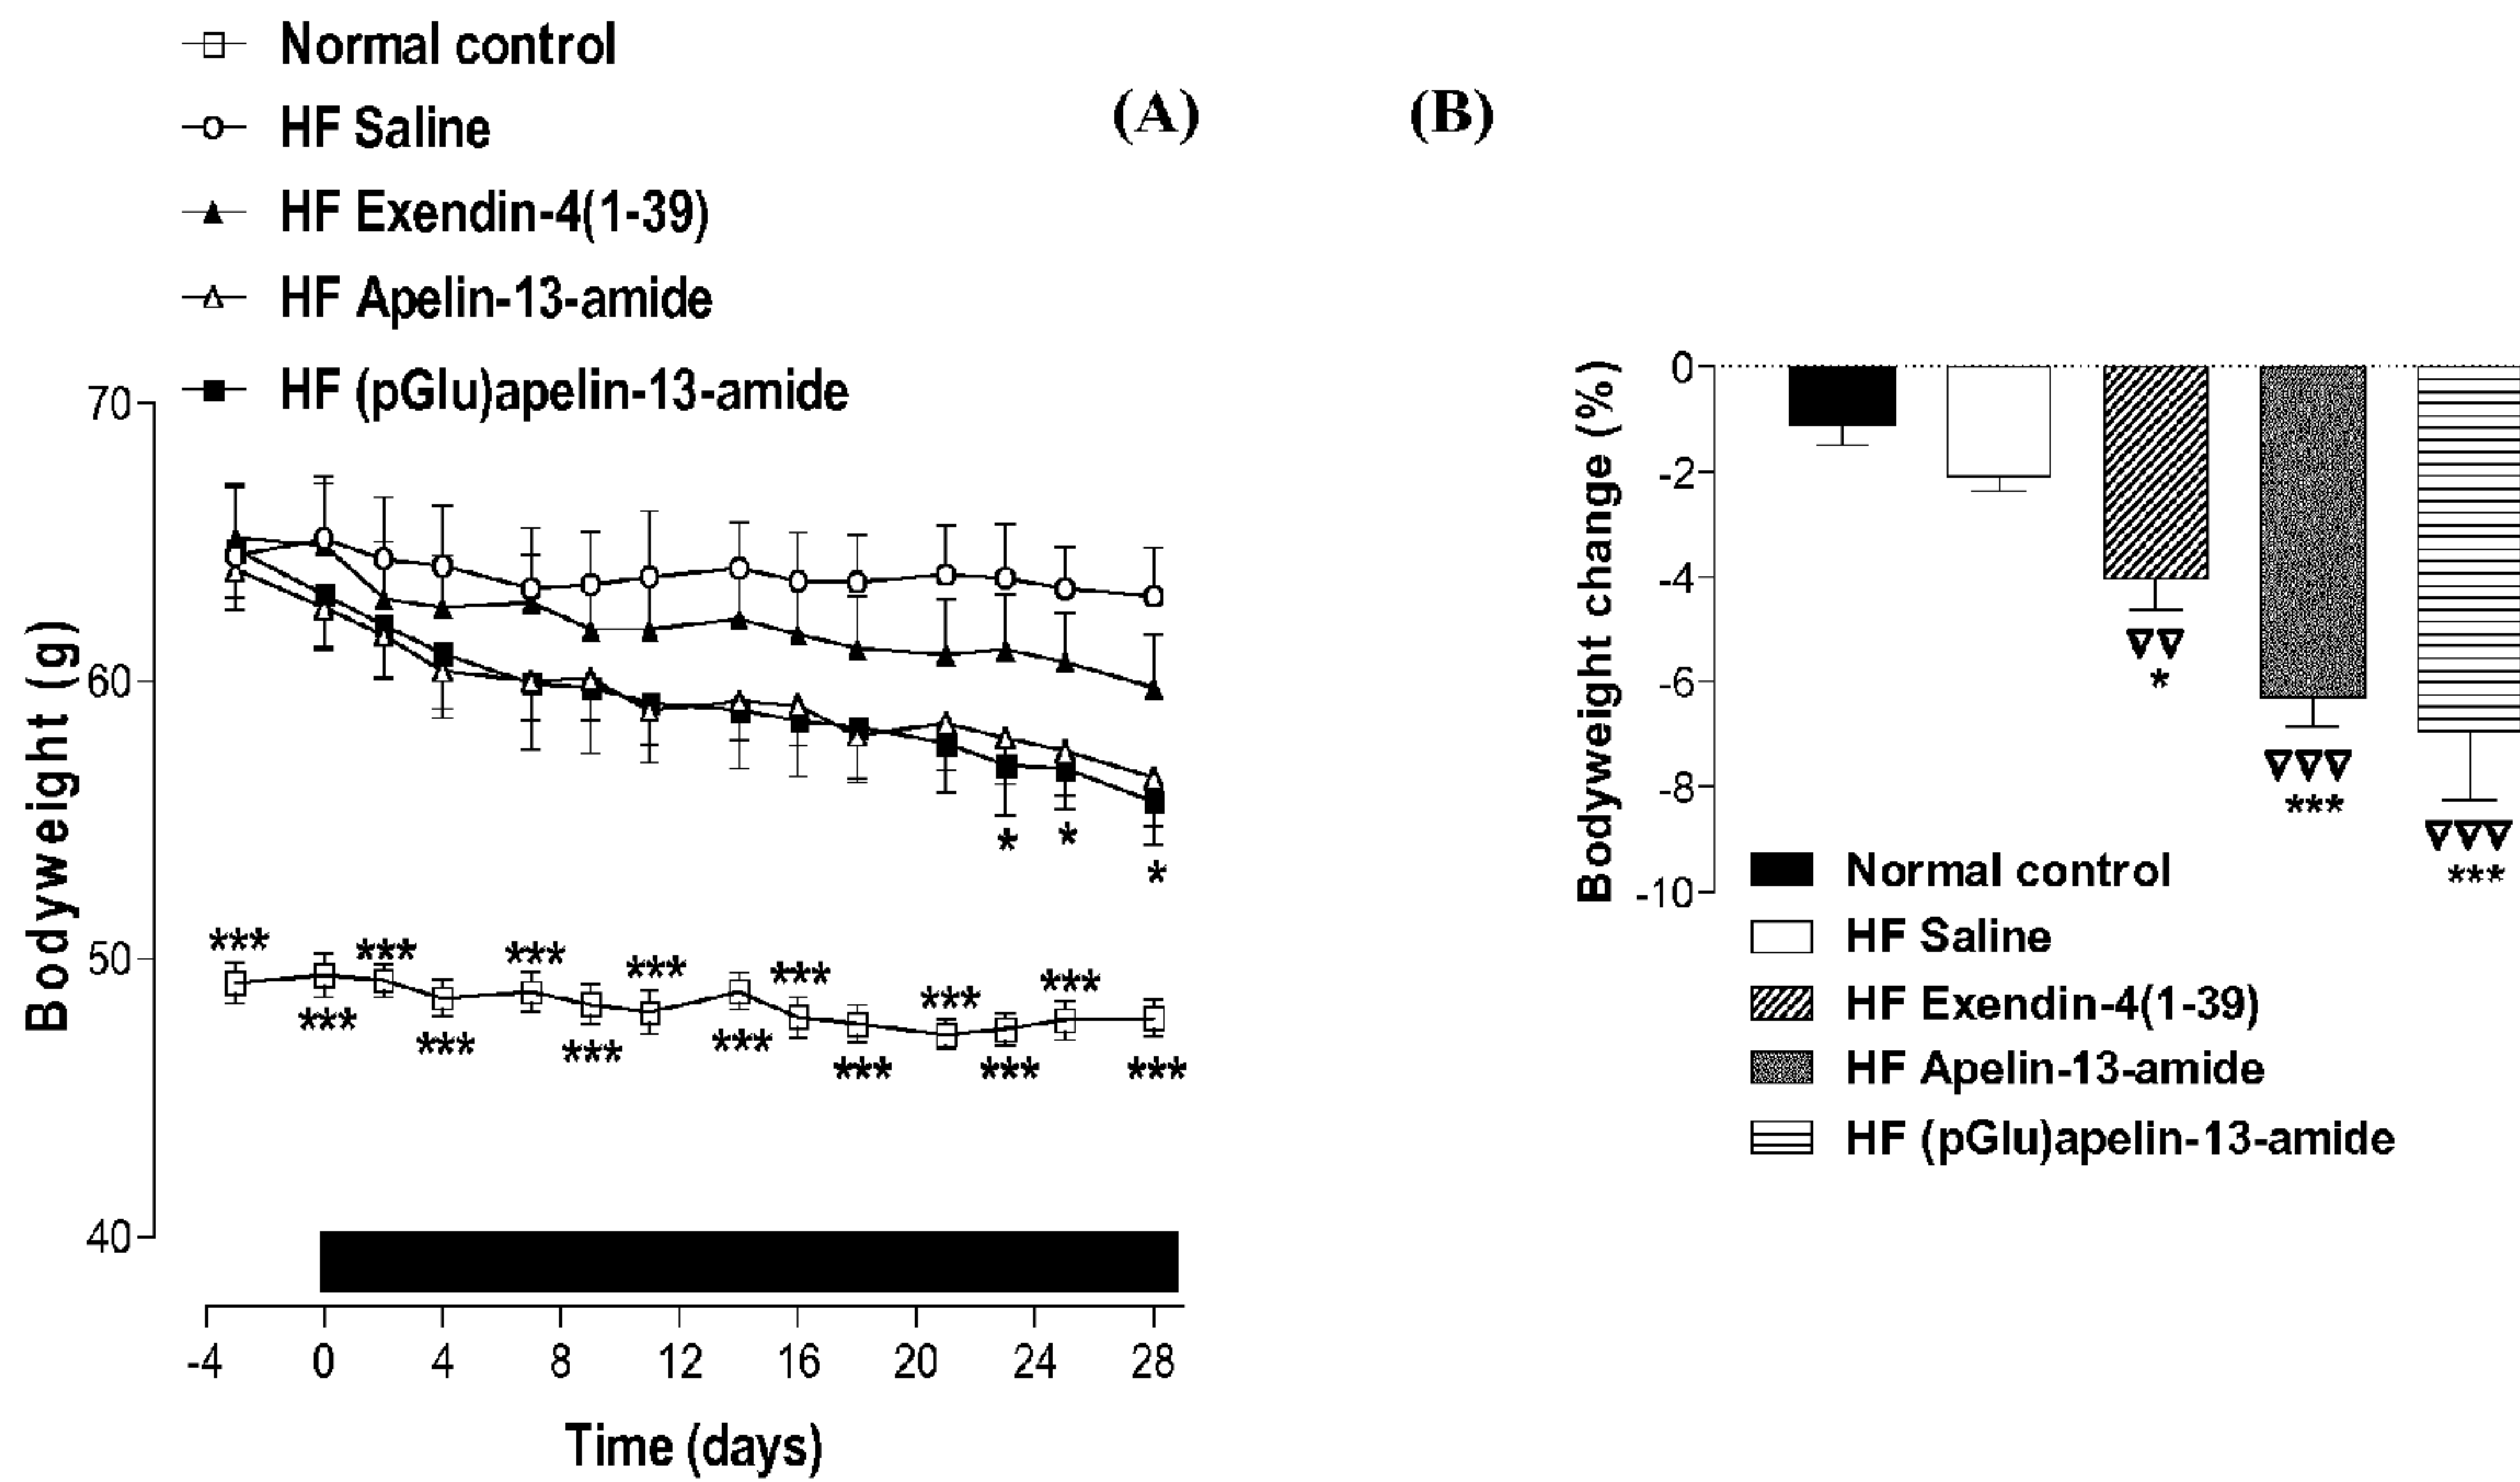 Normal control
HF Saline
HF Exendin-4(1-39)
HF Apelin-13-amide
HF (pGlu)apelin-13-amide
(A)
70
60
50
40
Bodyweight (g)
* * *
*** *** *** *** *** *** ***
*** *** *** *** *** *** ***
-4 0 4 8 12 16 20 24 28
Time (days)
(B)
Bodyweight change (%)
0
-2
-4
-6
-8
-10
▽▽
*
▽▽▽
***
▽▽▽
***
Normal control
HF Saline
HF Exendin-4(1-39)
HF Apelin-13-amide
HF (pGlu)apelin-13-amide